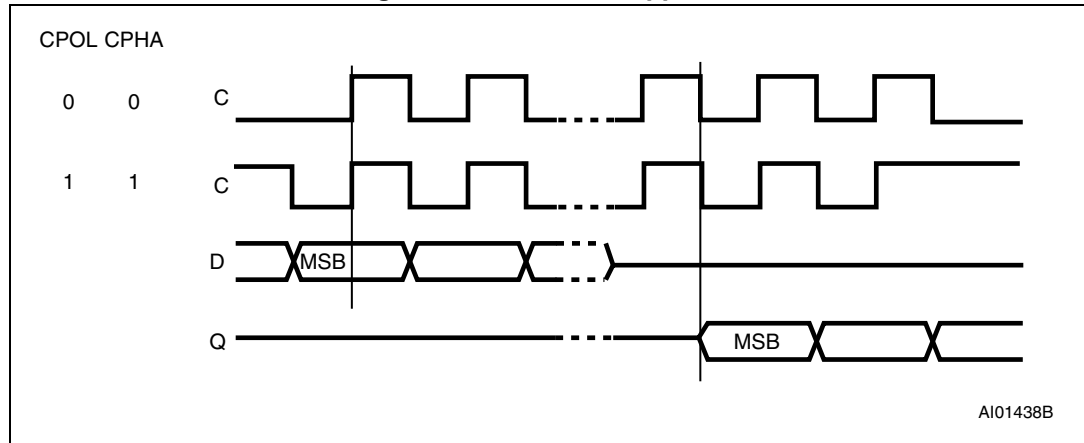 CPOL CPHA
0 0 C
1 1 C
D MSB
Q MSB
AI01438B